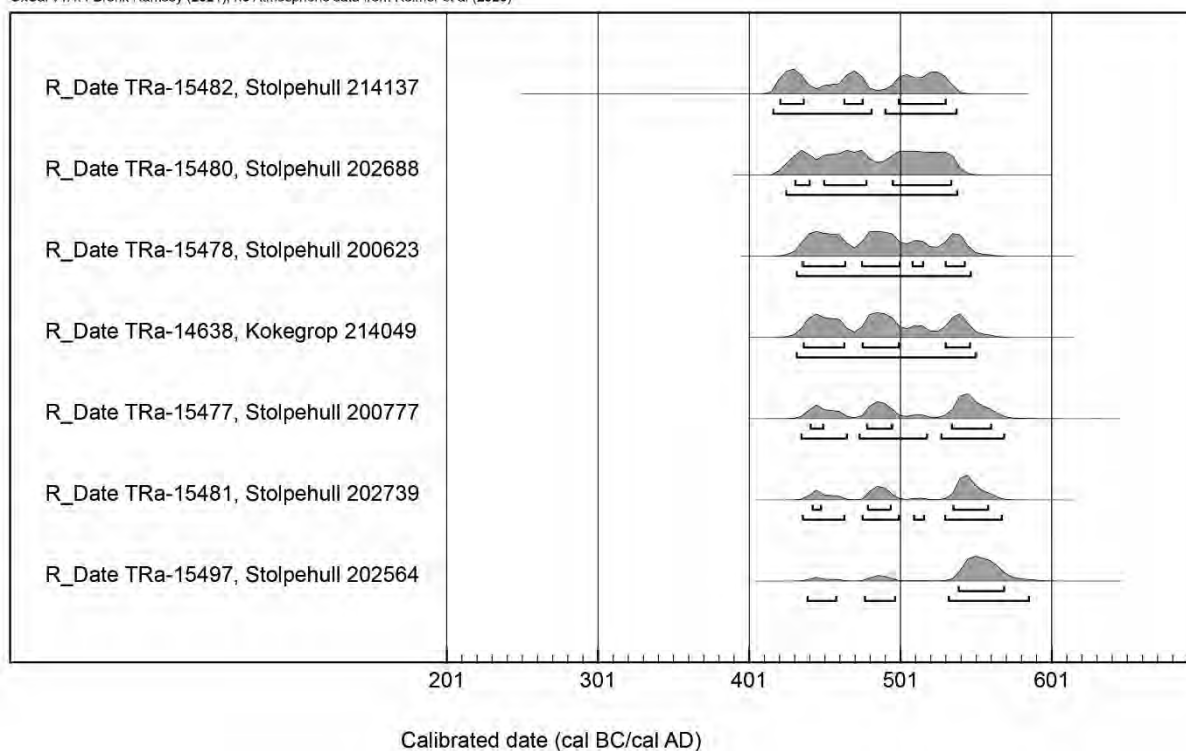 R_Date TRa-15482, Stolpehull 214137
R_Date TRa-15480, Stolpehull 202688
R_Date TRa-15478, Stolpehull 200623
R_Date TRa-14638, Kokegrop 214049
R_Date TRa-15477, Stolpehull 200777
R_Date TRa-15481, Stolpehull 202739
R_Date TRa-15497, Stolpehull 202564
201 301 401 501 601
Calibrated date (cal BC/cal AD)